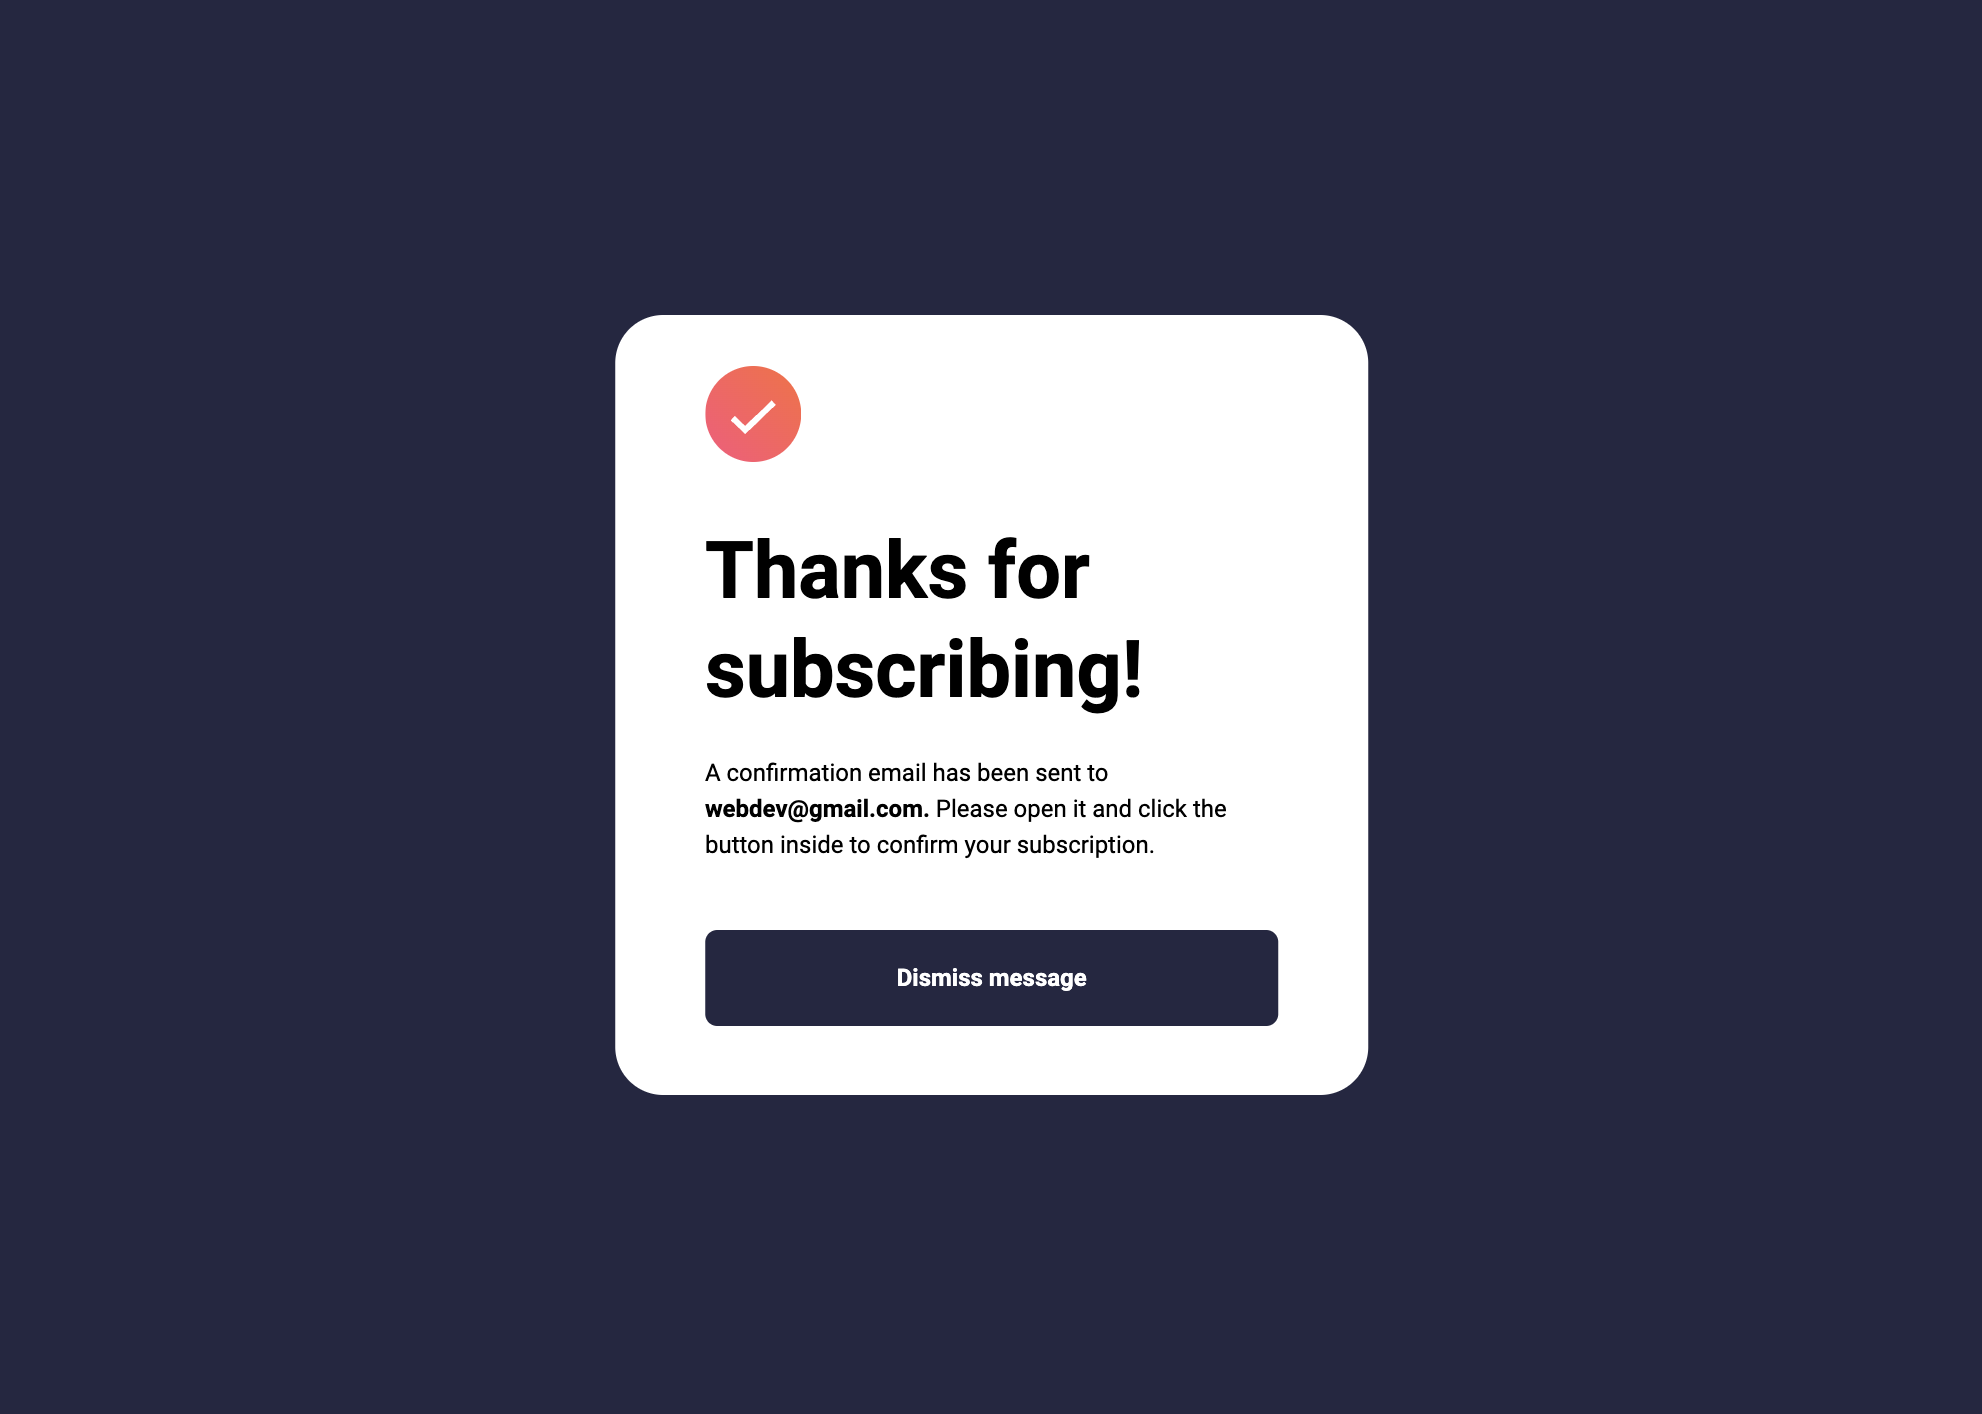 Thanks for
subscribing!
A confirmation email has been sent to
webdev@gmail.com. Please open it and click the
button inside to confirm your subscription.
Dismiss message